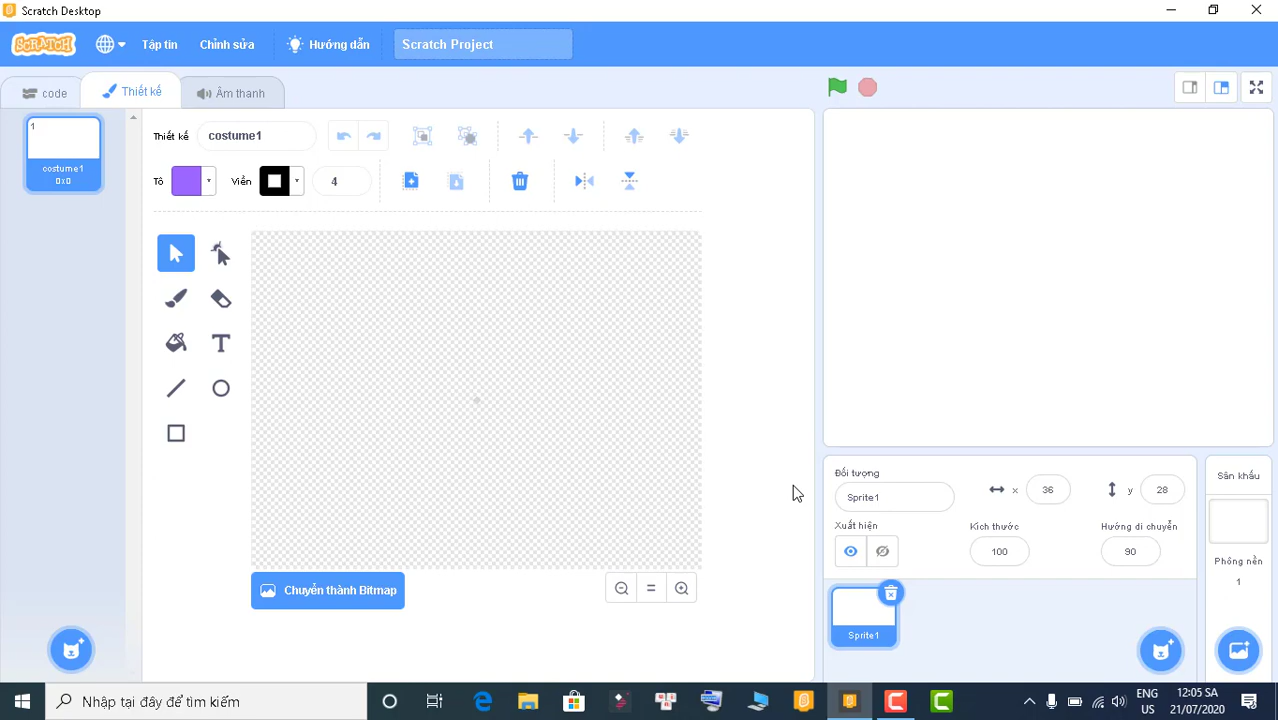 Scratch Desktop
SCRATCH
Tập tin
Chỉnh sửa
Hướng dẫn
Scratch Project
code
Thiết kế
Âm thanh
1
costume1
0x0
Thiết kế
costume1
Tô
Viền
4
Chuyển thành Bitmap
Đối tượng
Sprite1
x
36
y
28
Xuất hiện
Kích thước
100
Hướng di chuyển
90
Sprite1
Sân khấu
Phông nền
1
Nhập tại đây để tìm kiếm
ENG
US
12:05 SA
21/07/2020